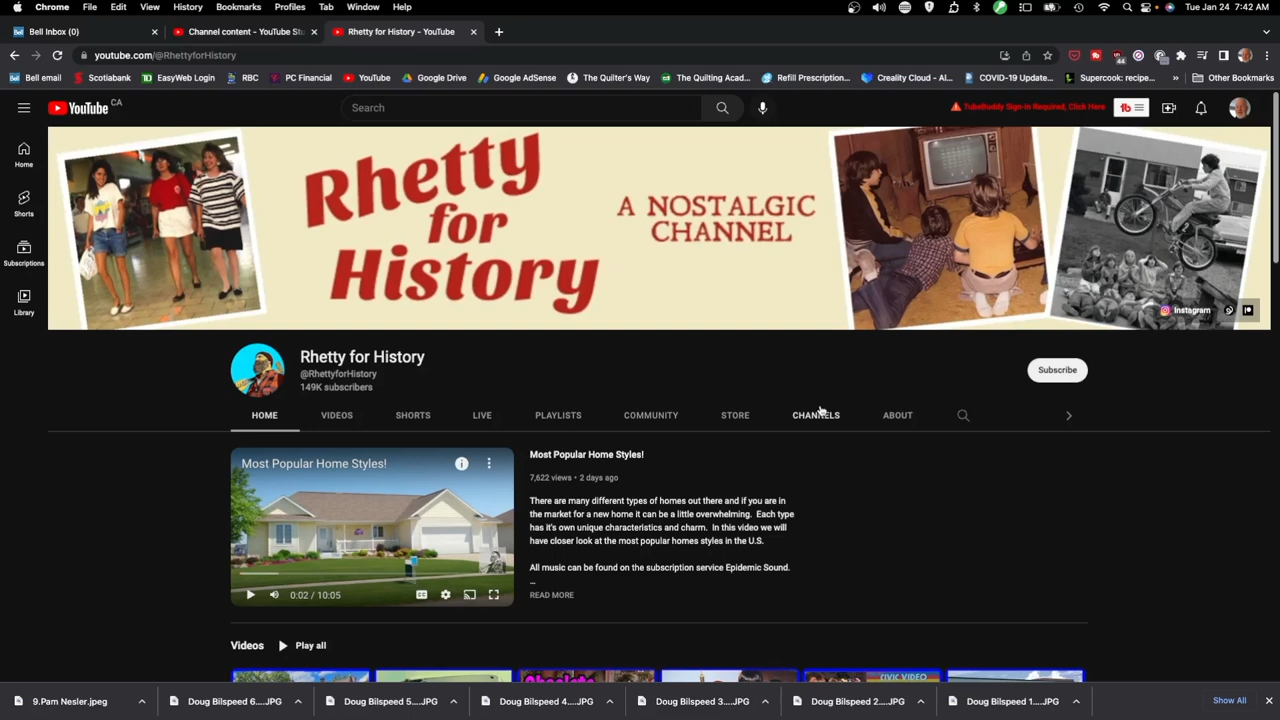 Chrome File Edit View History Bookmarks Profiles Tab Window Help Tue Jan 24 7:42 AM
Bell Inbox (0) Channel content - YouTube Stu Rhetty for History - YouTube
youtube.com/@RhettyforHistory
Bell email Scotiabank EasyWeb Login RBC PC Financial YouTube Google Drive Google AdSense The Quilter's Way The Quilting Acad... Refill Prescription... Creality Cloud - Al... COVID-19 Update... Supercook: recipe... » Other Bookmarks
YouTube CA Search TubeBuddy Sign-in Required, Click Here
Home
Shorts
Subscriptions
Library
Rhetty
for
History
A NOSTALGIC
CHANNEL
Instagram
Rhetty for History
@RhettyforHistory
149K subscribers
Subscribe
HOME VIDEOS SHORTS LIVE PLAYLISTS COMMUNITY STORE CHANNELS ABOUT
Most Popular Home Styles!
0:02 / 10:05
Most Popular Home Styles!
7,622 views • 2 days ago
There are many different types of homes out there and if you are in
the market for a new home it can be a little overwhelming. Each type
has it's own unique characteristics and charm. In this video we will
have closer look at the most popular homes styles in the U.S.
All music can be found on the subscription service Epidemic Sound.
...
READ MORE
Videos Play all
Absolute
CIVIC VIDEO
9.Pam Nesler.jpeg Doug Bilspeed 6....JPG Doug Bilspeed 5....JPG Doug Bilspeed 4....JPG Doug Bilspeed 3....JPG Doug Bilspeed 2....JPG Doug Bilspeed 1....JPG Show All